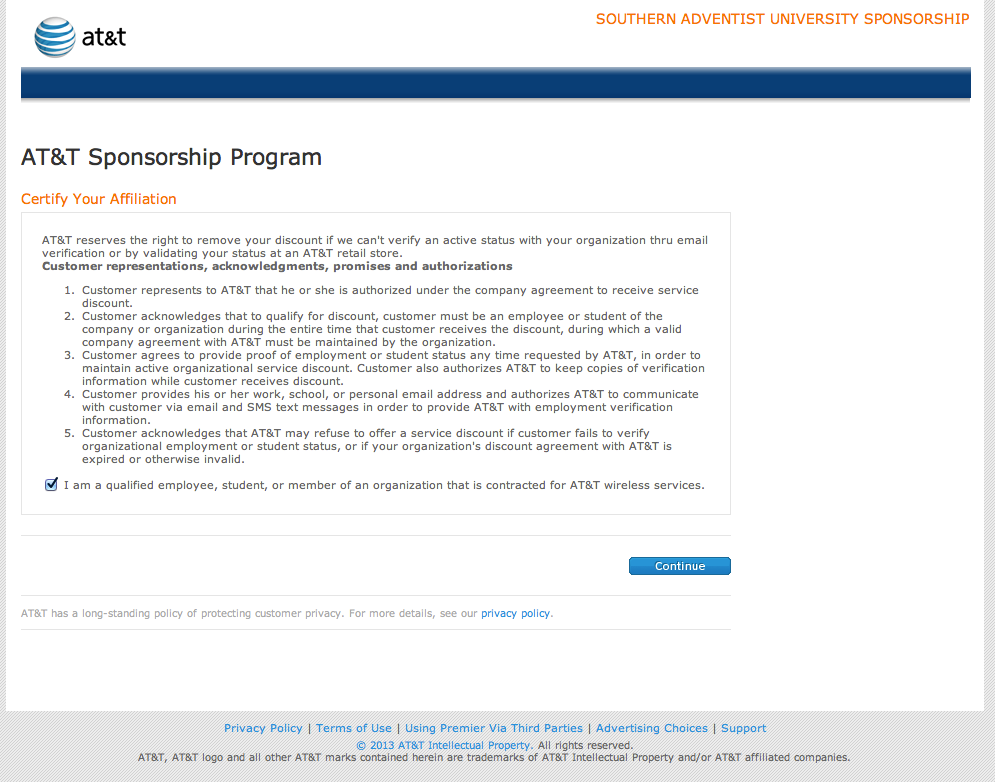 at&t
SOUTHERN ADVENTIST UNIVERSITY SPONSORSHIP
AT&T Sponsorship Program
Certify Your Affiliation
AT&T reserves the right to remove your discount if we can't verify an active status with your organization thru email
verification or by validating your status at an AT&T retail store.
Customer representations, acknowledgments, promises and authorizations
1. Customer represents to AT&T that he or she is authorized under the company agreement to receive service
discount.
2. Customer acknowledges that to qualify for discount, customer must be an employee or student of the
company or organization during the entire time that customer receives the discount, during which a valid
company agreement with AT&T must be maintained by the organization.
3. Customer agrees to provide proof of employment or student status any time requested by AT&T, in order to
maintain active organizational service discount. Customer also authorizes AT&T to keep copies of verification
information while customer receives discount.
4. Customer provides his or her work, school, or personal email address and authorizes AT&T to communicate
with customer via email and SMS text messages in order to provide AT&T with employment verification
information.
5. Customer acknowledges that AT&T may refuse to offer a service discount if customer fails to verify
organizational employment or student status, or if your organization's discount agreement with AT&T is
expired or otherwise invalid.
I am a qualified employee, student, or member of an organization that is contracted for AT&T wireless services.
Continue
AT&T has a long-standing policy of protecting customer privacy. For more details, see our privacy policy.
Privacy Policy | Terms of Use | Using Premier Via Third Parties | Advertising Choices | Support
© 2013 AT&T Intellectual Property. All rights reserved.
AT&T, AT&T logo and all other AT&T marks contained herein are trademarks of AT&T Intellectual Property and/or AT&T affiliated companies.